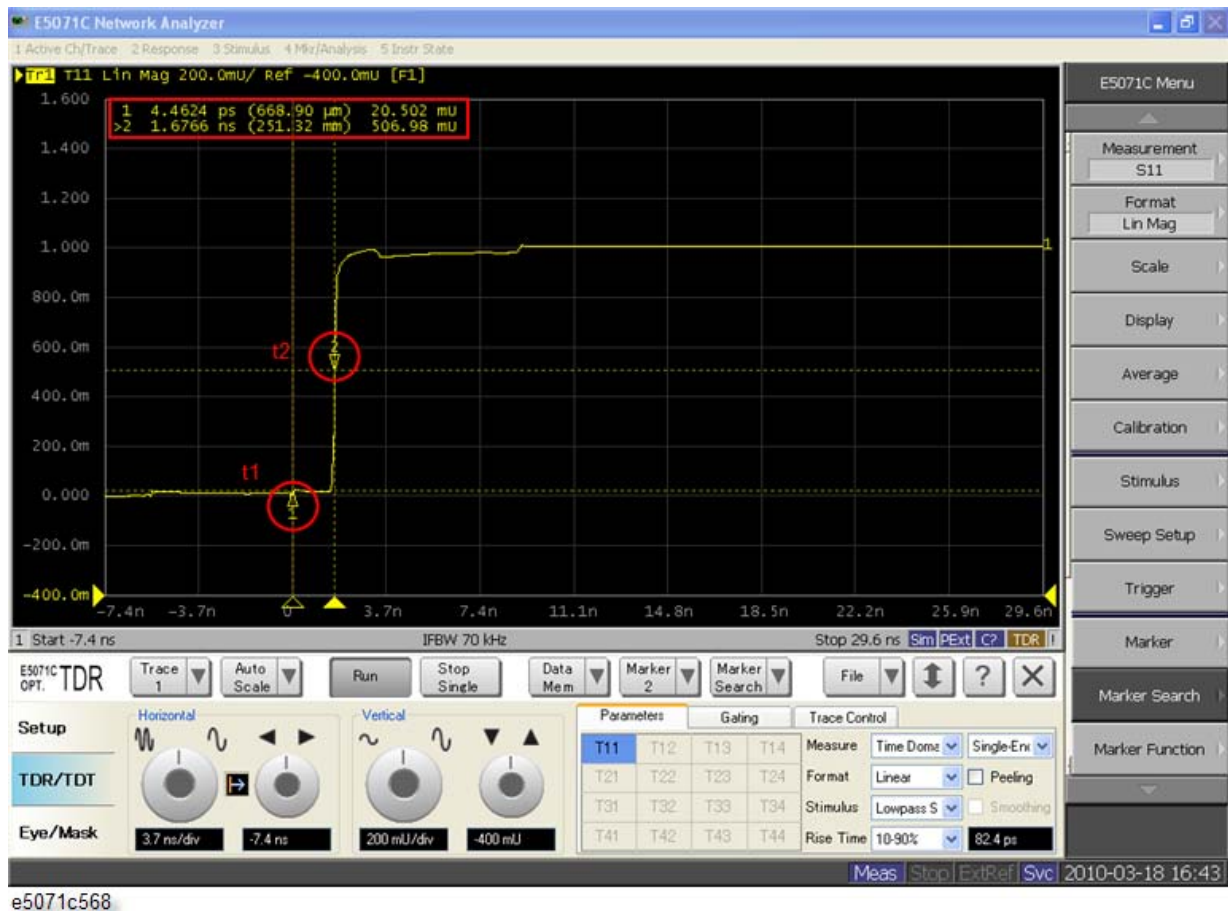 E5071C Network Analyzer
1 Active Ch/Trace 2 Response 3 Stimulus 4 Mkr/Analysis 5 Instr State
Tr1 T11 Lin Mag 200.0mU/ Ref -400.0mU [F1]
1 4.4624 ps (668.90 µm) 20.502 mU
>2 1.6766 ns (251.32 mm) 506.98 mU
1.600
1.400
1.200
1.000
800.0m
600.0m
400.0m
200.0m
0.000
-200.0m
-400.0m
t2
2
t1
1
1
-7.4n -3.7n 0 3.7n 7.4n 11.1n 14.8n 18.5n 22.2n 25.9n 29.6n
1 Start -7.4 ns IFBW 70 kHz Stop 29.6 ns Sim PExt C? TDR !
E5071C Menu
Measurement
S11
Format
Lin Mag
Scale
Display
Average
Calibration
Stimulus
Sweep Setup
Trigger
Marker
Marker Search
Marker Function
E5071C OPT. TDR
Trace 1
Auto Scale
Run
Stop Single
Data Mem
Marker 2
Marker Search
File
?
Setup
TDR/TDT
Eye/Mask
Horizontal
3.7 ns/div
-7.4 ns
Vertical
200 mU/div
-400 mU
Parameters Gating Trace Control
T11 T12 T13 T14
T21 T22 T23 T24
T31 T32 T33 T34
T41 T42 T43 T44
Measure Time Doma Single-En
Format Linear Peeling
Stimulus Lowpass S Smoothing
Rise Time 10-90% 82.4 ps
Meas Stop ExtRef Svc 2010-03-18 16:43
e5071c568